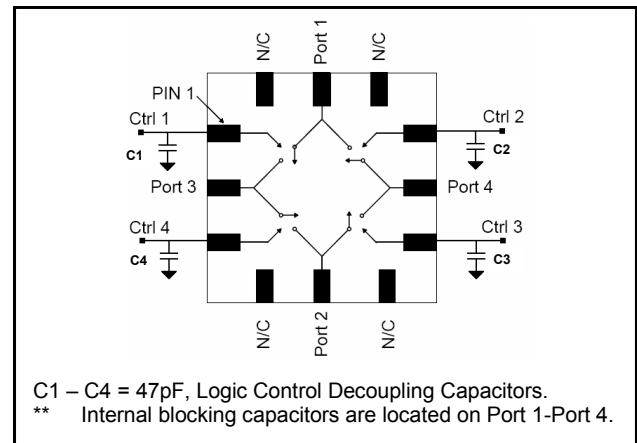 N/C
Port 1
N/C
PIN 1
Ctrl 1
Ctrl 2
C1
C2
Port 3
Port 4
Ctrl 4
Ctrl 3
C4
C3
N/C
Port 2
N/C
C1 – C4 = 47pF, Logic Control Decoupling Capacitors.
** Internal blocking capacitors are located on Port 1-Port 4.